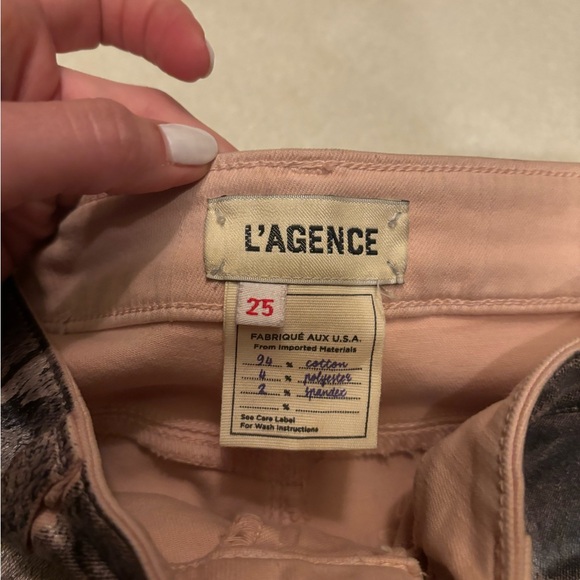 L'AGENCE
25
FABRIQUÉ AUX U.S.A.
From Imported Materials
94 % cotton
4 % polyester
2 % spandex
%
See Care Label
For Wash Instructions